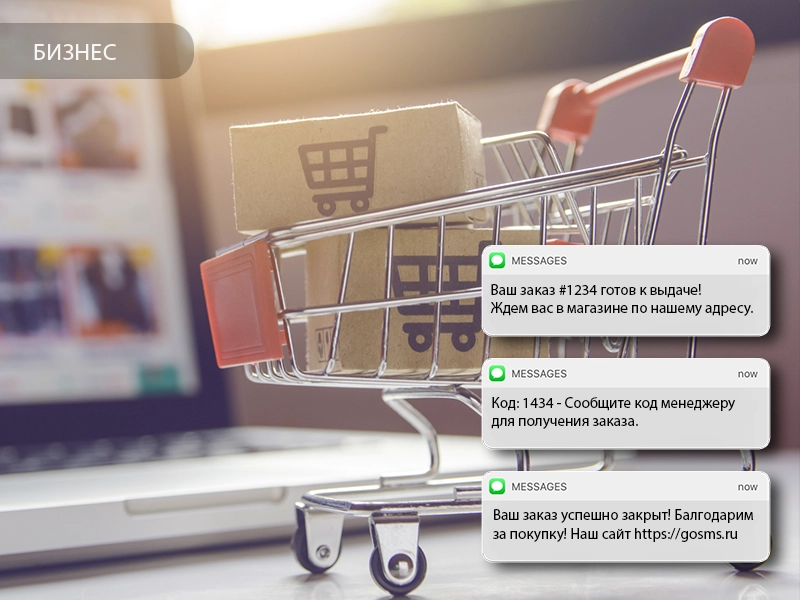 БИЗНЕС
MESSAGES now
Ваш заказ #1234 готов к выдаче!
Ждем вас в магазине по нашему адресу.
MESSAGES now
Код: 1434 - Сообщите код менеджеру
для получения заказа.
MESSAGES now
Ваш заказ успешно закрыт! Балгодарим
за покупку! Наш сайт https://gosms.ru